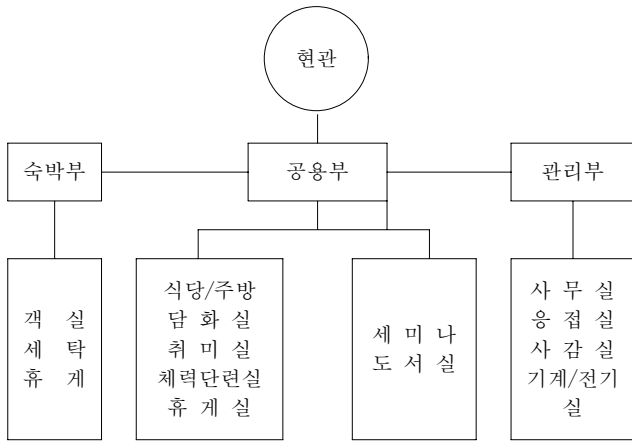 현관
숙박부
공용부
관리부
객 실
세 탁
휴 게
식당/주방
담 화 실
취 미 실
체력단련실
휴 게 실
세 미 나
도 서 실
사 무 실
응 접 실
사 감 실
기계/전기
실